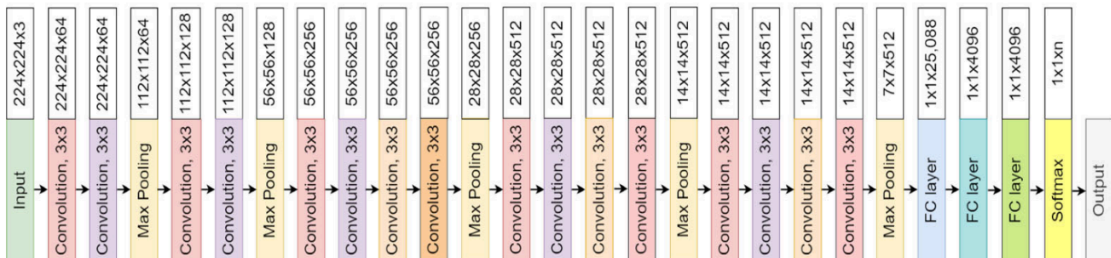 224x224x3
224x224x64
224x224x64
112x112x64
112x112x128
112x112x128
56x56x128
56x56x256
56x56x256
56x56x256
56x56x256
28x28x256
28x28x512
28x28x512
28x28x512
28x28x512
14x14x512
14x14x512
14x14x512
14x14x512
14x14x512
7x7x512
1x1x25,088
1x1x4096
1x1x4096
1x1xn
Input
Convolution, 3x3
Convolution, 3x3
Max Pooling
Convolution, 3x3
Convolution, 3x3
Max Pooling
Convolution, 3x3
Convolution, 3x3
Convolution, 3x3
Convolution, 3x3
Max Pooling
Convolution, 3x3
Convolution, 3x3
Convolution, 3x3
Convolution, 3x3
Max Pooling
Convolution, 3x3
Convolution, 3x3
Convolution, 3x3
Convolution, 3x3
Max Pooling
FC layer
FC layer
FC layer
Softmax
Output